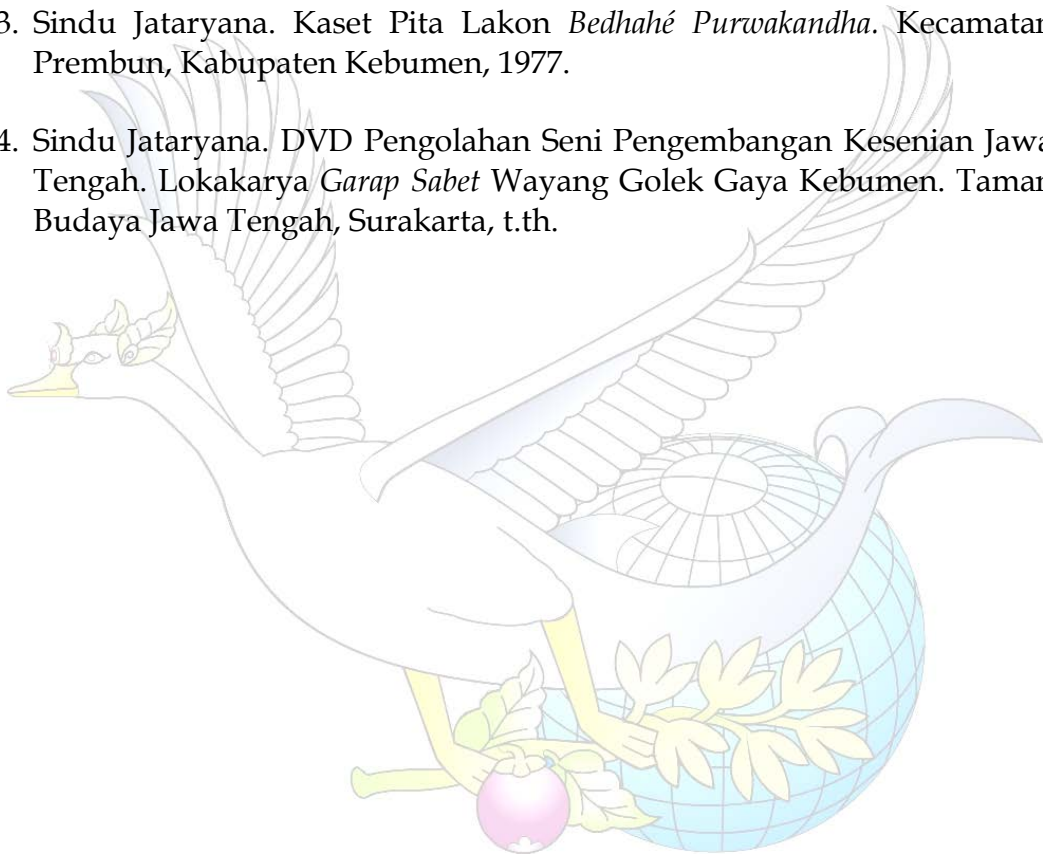 3. Sindu Jataryana. Kaset Pita Lakon Bedhahé Purwakandha. Kecamatan
Prembun, Kabupaten Kebumen, 1977.
4. Sindu Jataryana. DVD Pengolahan Seni Pengembangan Kesenian Jawa
Tengah. Lokakarya Garap Sabet Wayang Golek Gaya Kebumen. Taman
Budaya Jawa Tengah, Surakarta, t.th.